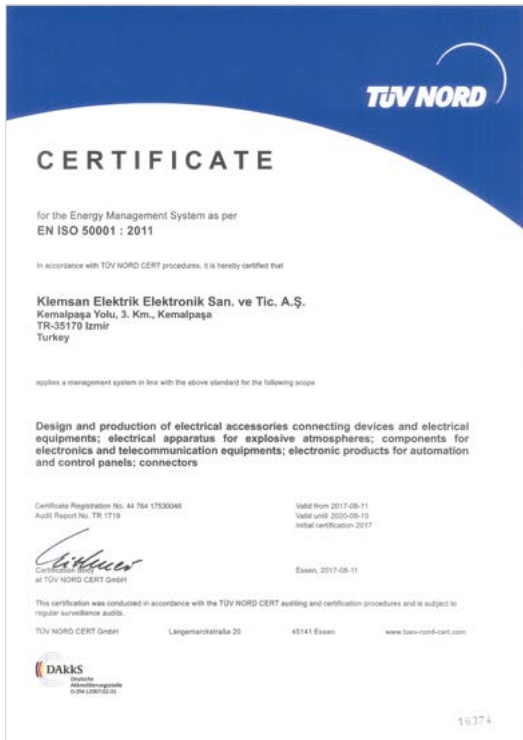 TÜV NORD
CERTIFICATE
for the Energy Management System as per
EN ISO 50001 : 2011
In accordance with TÜV NORD CERT procedures, it is hereby certified that
Klemsan Elektrik Elektronik San. ve Tic. A.Ş.
Kemalpaşa Yolu, 3. Km., Kemalpaşa
TR-35170 Izmir
Turkey
applies a management system in line with the above standard for the following scope
Design and production of electrical accessories connecting devices and electrical
equipments; electrical apparatus for explosive atmospheres; components for
electronics and telecommunication equipments; electronic products for automation
and control panels; connectors
Certificate Registration No. 44 764 17530048
Audit Report No. TR 1719
Valid from 2017-08-11
Valid until 2020-08-10
Initial certification 2017
Certification Body
at TÜV NORD CERT GmbH
Essen, 2017-08-11
This certification was conducted in accordance with the TÜV NORD CERT auditing and certification procedures and is subject to
regular surveillance audits.
TÜV NORD CERT GmbH Langemarckstraße 20 45141 Essen www.tuev-nord-cert.com
DAkkS
Deutsche
Akkreditierungsstelle
D-ZM-12007-02-01
16374